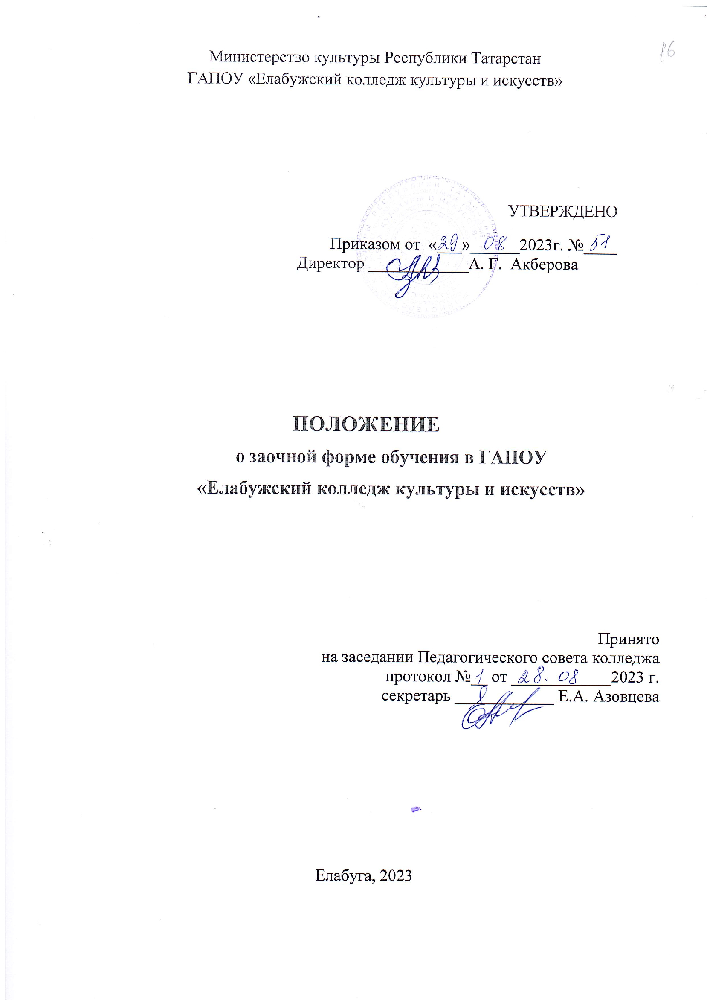 16
Министерство культуры Республики Татарстан
ГАПОУ «Елабужский колледж культуры и искусств»
УТВЕРЖДЕНО
Приказом от «29» 08 2023г. № 51
Директор А. Г. Акберова
ПОЛОЖЕНИЕ
о заочной форме обучения в ГАПОУ
«Елабужский колледж культуры и искусств»
Принято
на заседании Педагогического совета колледжа
протокол № 1 от 28. 08 2023 г.
секретарь Е.А. Азовцева
Елабуга, 2023